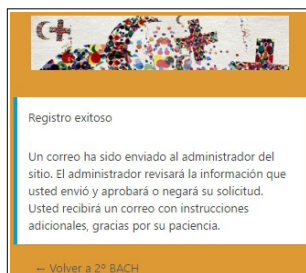 Registro exitoso
Un correo ha sido enviado al administrador del
sitio. El administrador revisará la información que
usted envió y aprobará o negará su solicitud.
Usted recibirá un correo con instrucciones
adicionales, gracias por su paciencia.
← Volver a 2º BACH